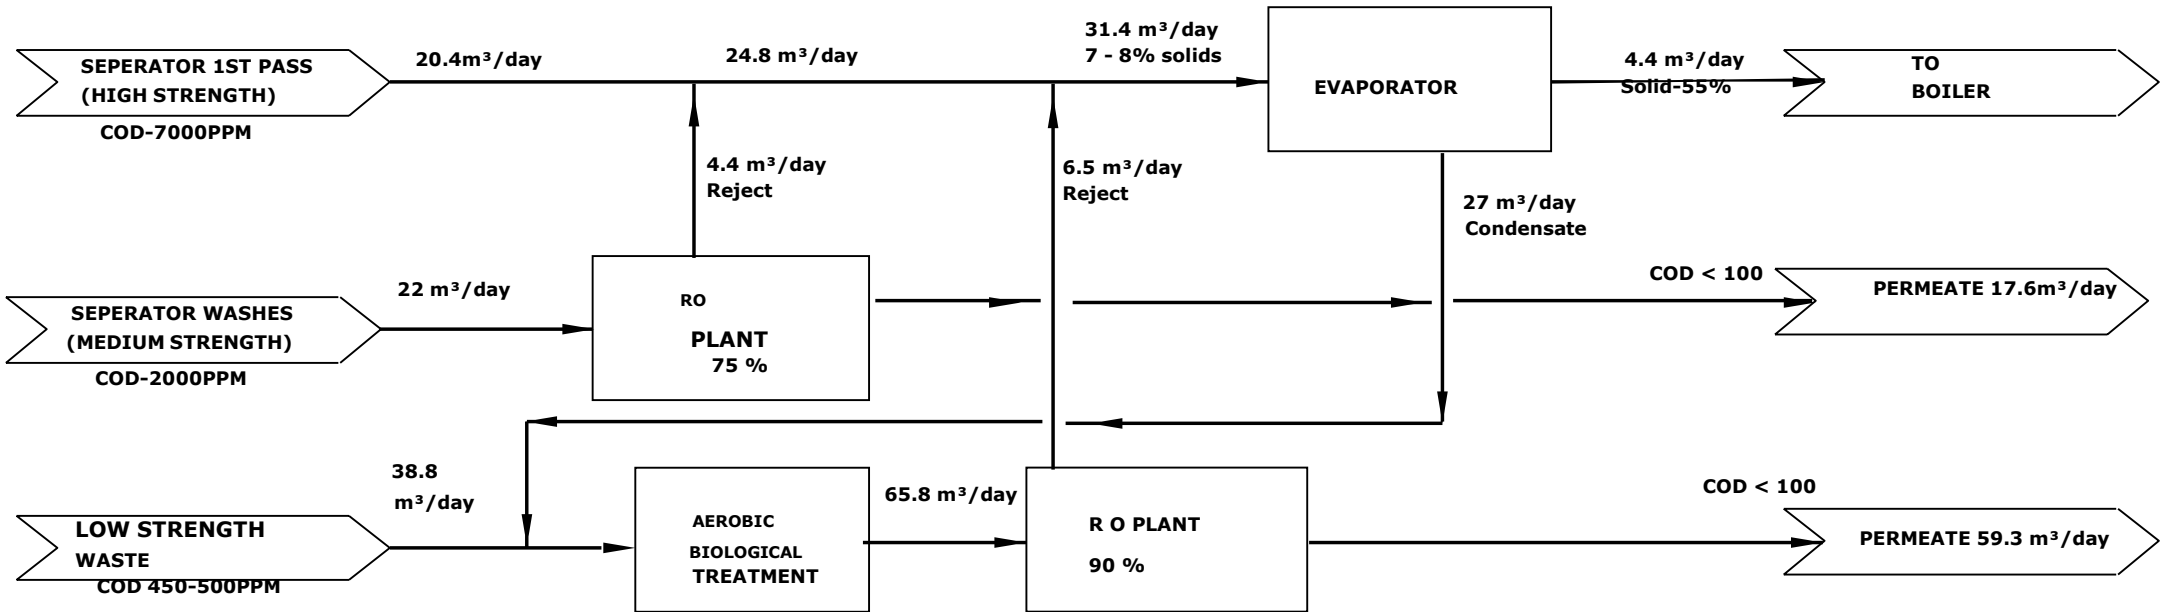 SEPERATOR 1ST PASS
(HIGH STRENGTH)
COD-7000PPM
20.4m³/day
24.8 m³/day
31.4 m³/day
7 - 8% solids
EVAPORATOR
4.4 m³/day
Solid-55%
TO
BOILER
4.4 m³/day
Reject
6.5 m³/day
Reject
27 m³/day
Condensate
SEPERATOR WASHES
(MEDIUM STRENGTH)
COD-2000PPM
22 m³/day
RO
PLANT
75 %
COD < 100
PERMEATE 17.6m³/day
LOW STRENGTH
WASTE
COD 450-500PPM
38.8
m³/day
AEROBIC
BIOLOGICAL
TREATMENT
65.8 m³/day
R O PLANT
90 %
COD < 100
PERMEATE 59.3 m³/day